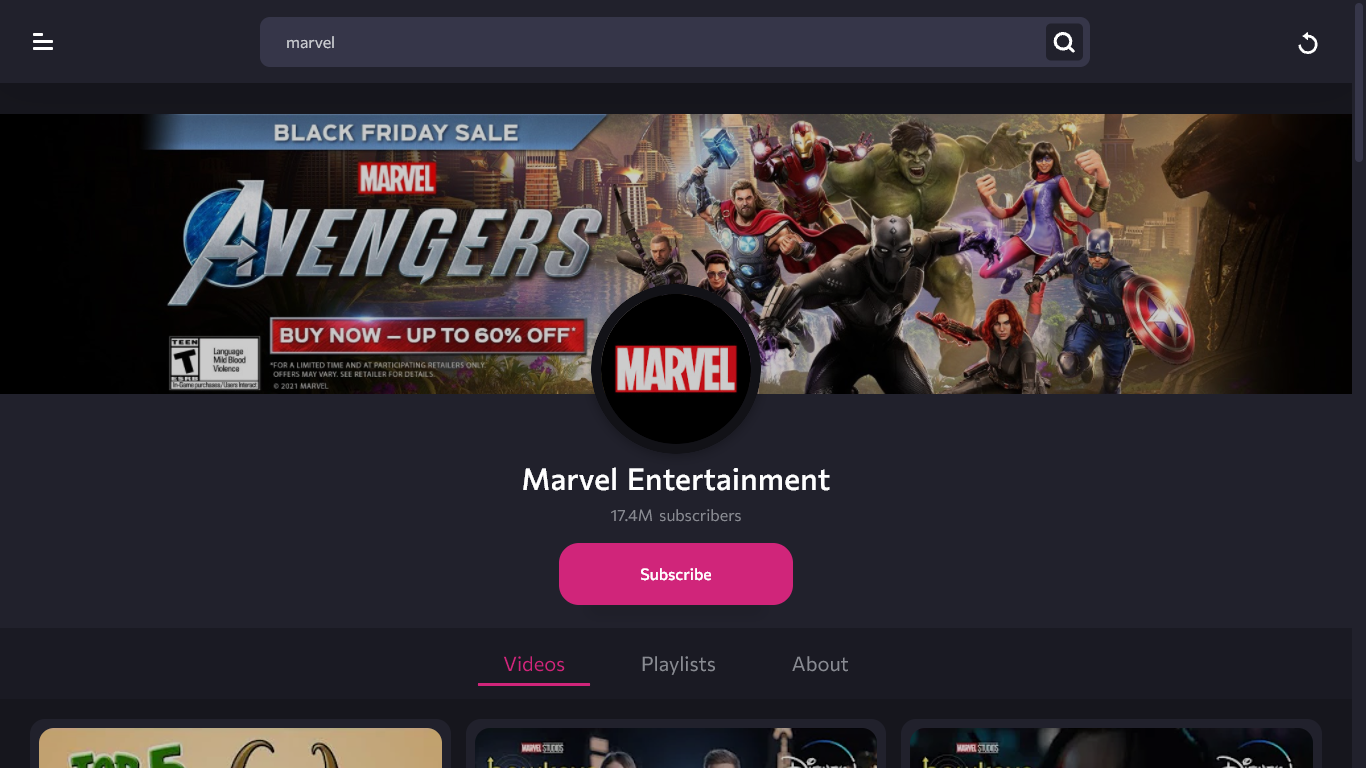 marvel
BLACK FRIDAY SALE
MARVEL
AVENGERS
BUY NOW – UP TO 60% OFF*
TEEN
T
ESRB
Language
Mild Blood
Violence
In-Game purchases/Users Interact
*FOR A LIMITED TIME AND AT PARTICIPATING RETAILERS ONLY.
OFFERS MAY VARY. SEE RETAILER FOR DETAILS.
© 2021 MARVEL
MARVEL
Marvel Entertainment
17.4M subscribers
Subscribe
Videos
Playlists
About
TOP 5
MARVEL STUDIOS
MARVEL STUDIOS